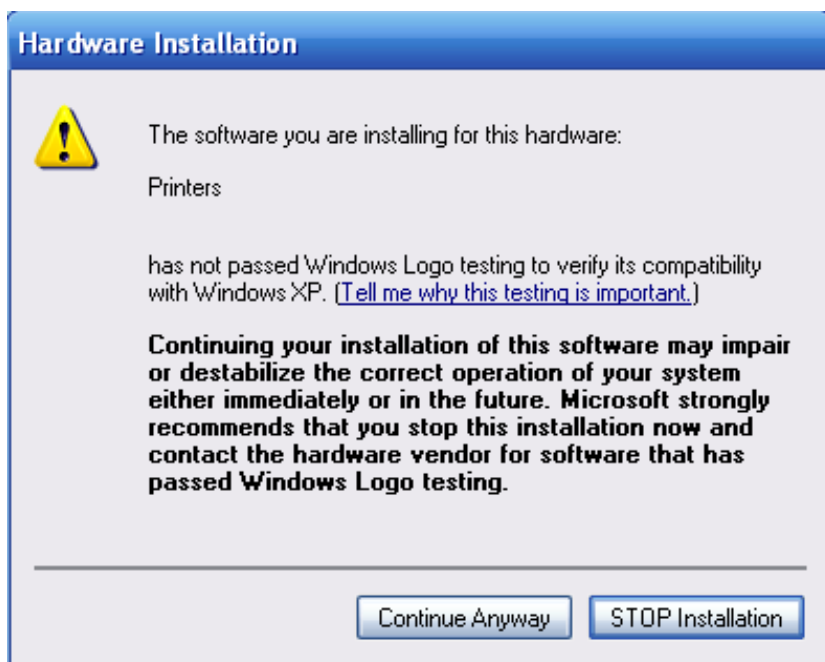 Hardware Installation
The software you are installing for this hardware:
Printers
has not passed Windows Logo testing to verify its compatibility
with Windows XP. (Tell me why this testing is important.)
Continuing your installation of this software may impair
or destabilize the correct operation of your system
either immediately or in the future. Microsoft strongly
recommends that you stop this installation now and
contact the hardware vendor for software that has
passed Windows Logo testing.
Continue Anyway
STOP Installation